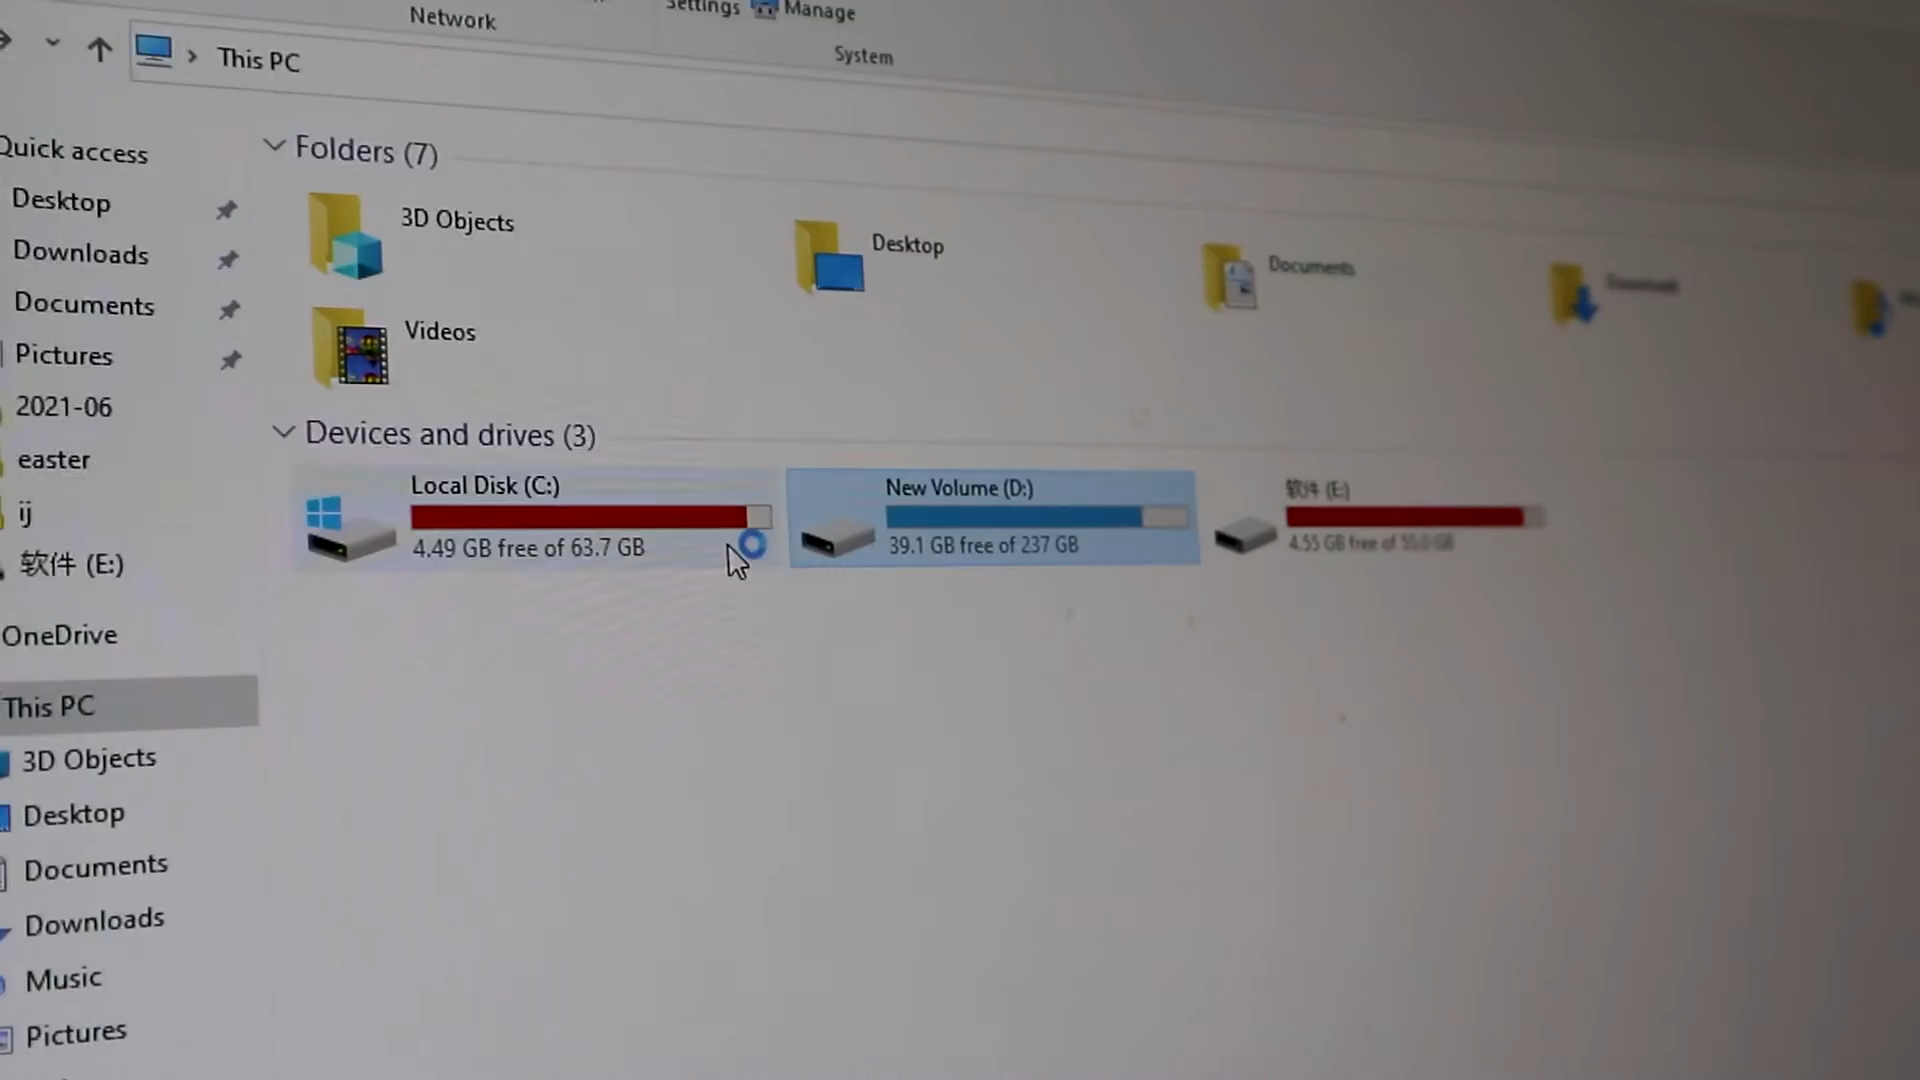 Network
Settings
Manage
System
This PC
Quick access
Desktop
Downloads
Documents
Pictures
2021-06
easter
ij
软件 (E:)
OneDrive
This PC
3D Objects
Desktop
Documents
Downloads
Music
Pictures
Folders (7)
3D Objects
Desktop
Documents
Downloads
Videos
Devices and drives (3)
Local Disk (C:)
4.49 GB free of 63.7 GB
New Volume (D:)
39.1 GB free of 237 GB
软件 (E:)
4.55 GB free of 55.0 GB